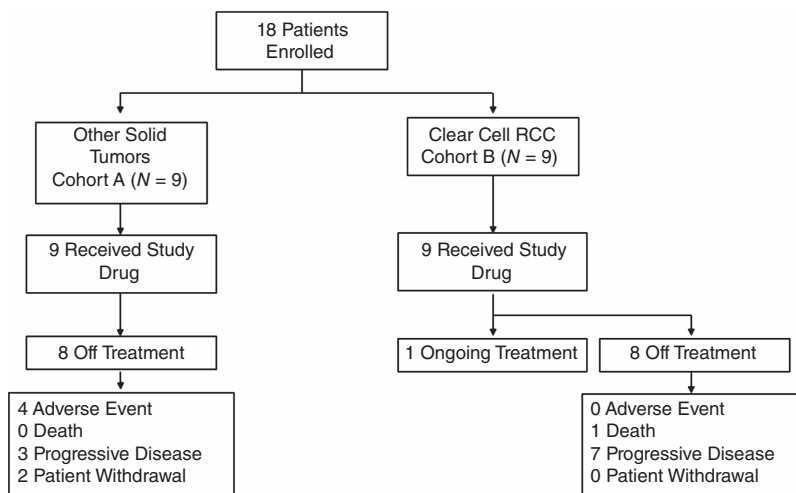 18 Patients
Enrolled
Other Solid
Tumors
Cohort A (N = 9)
Clear Cell RCC
Cohort B (N = 9)
9 Received Study
Drug
9 Received Study
Drug
8 Off Treatment
1 Ongoing Treatment
8 Off Treatment
4 Adverse Event
0 Death
3 Progressive Disease
2 Patient Withdrawal
0 Adverse Event
1 Death
7 Progressive Disease
0 Patient Withdrawal